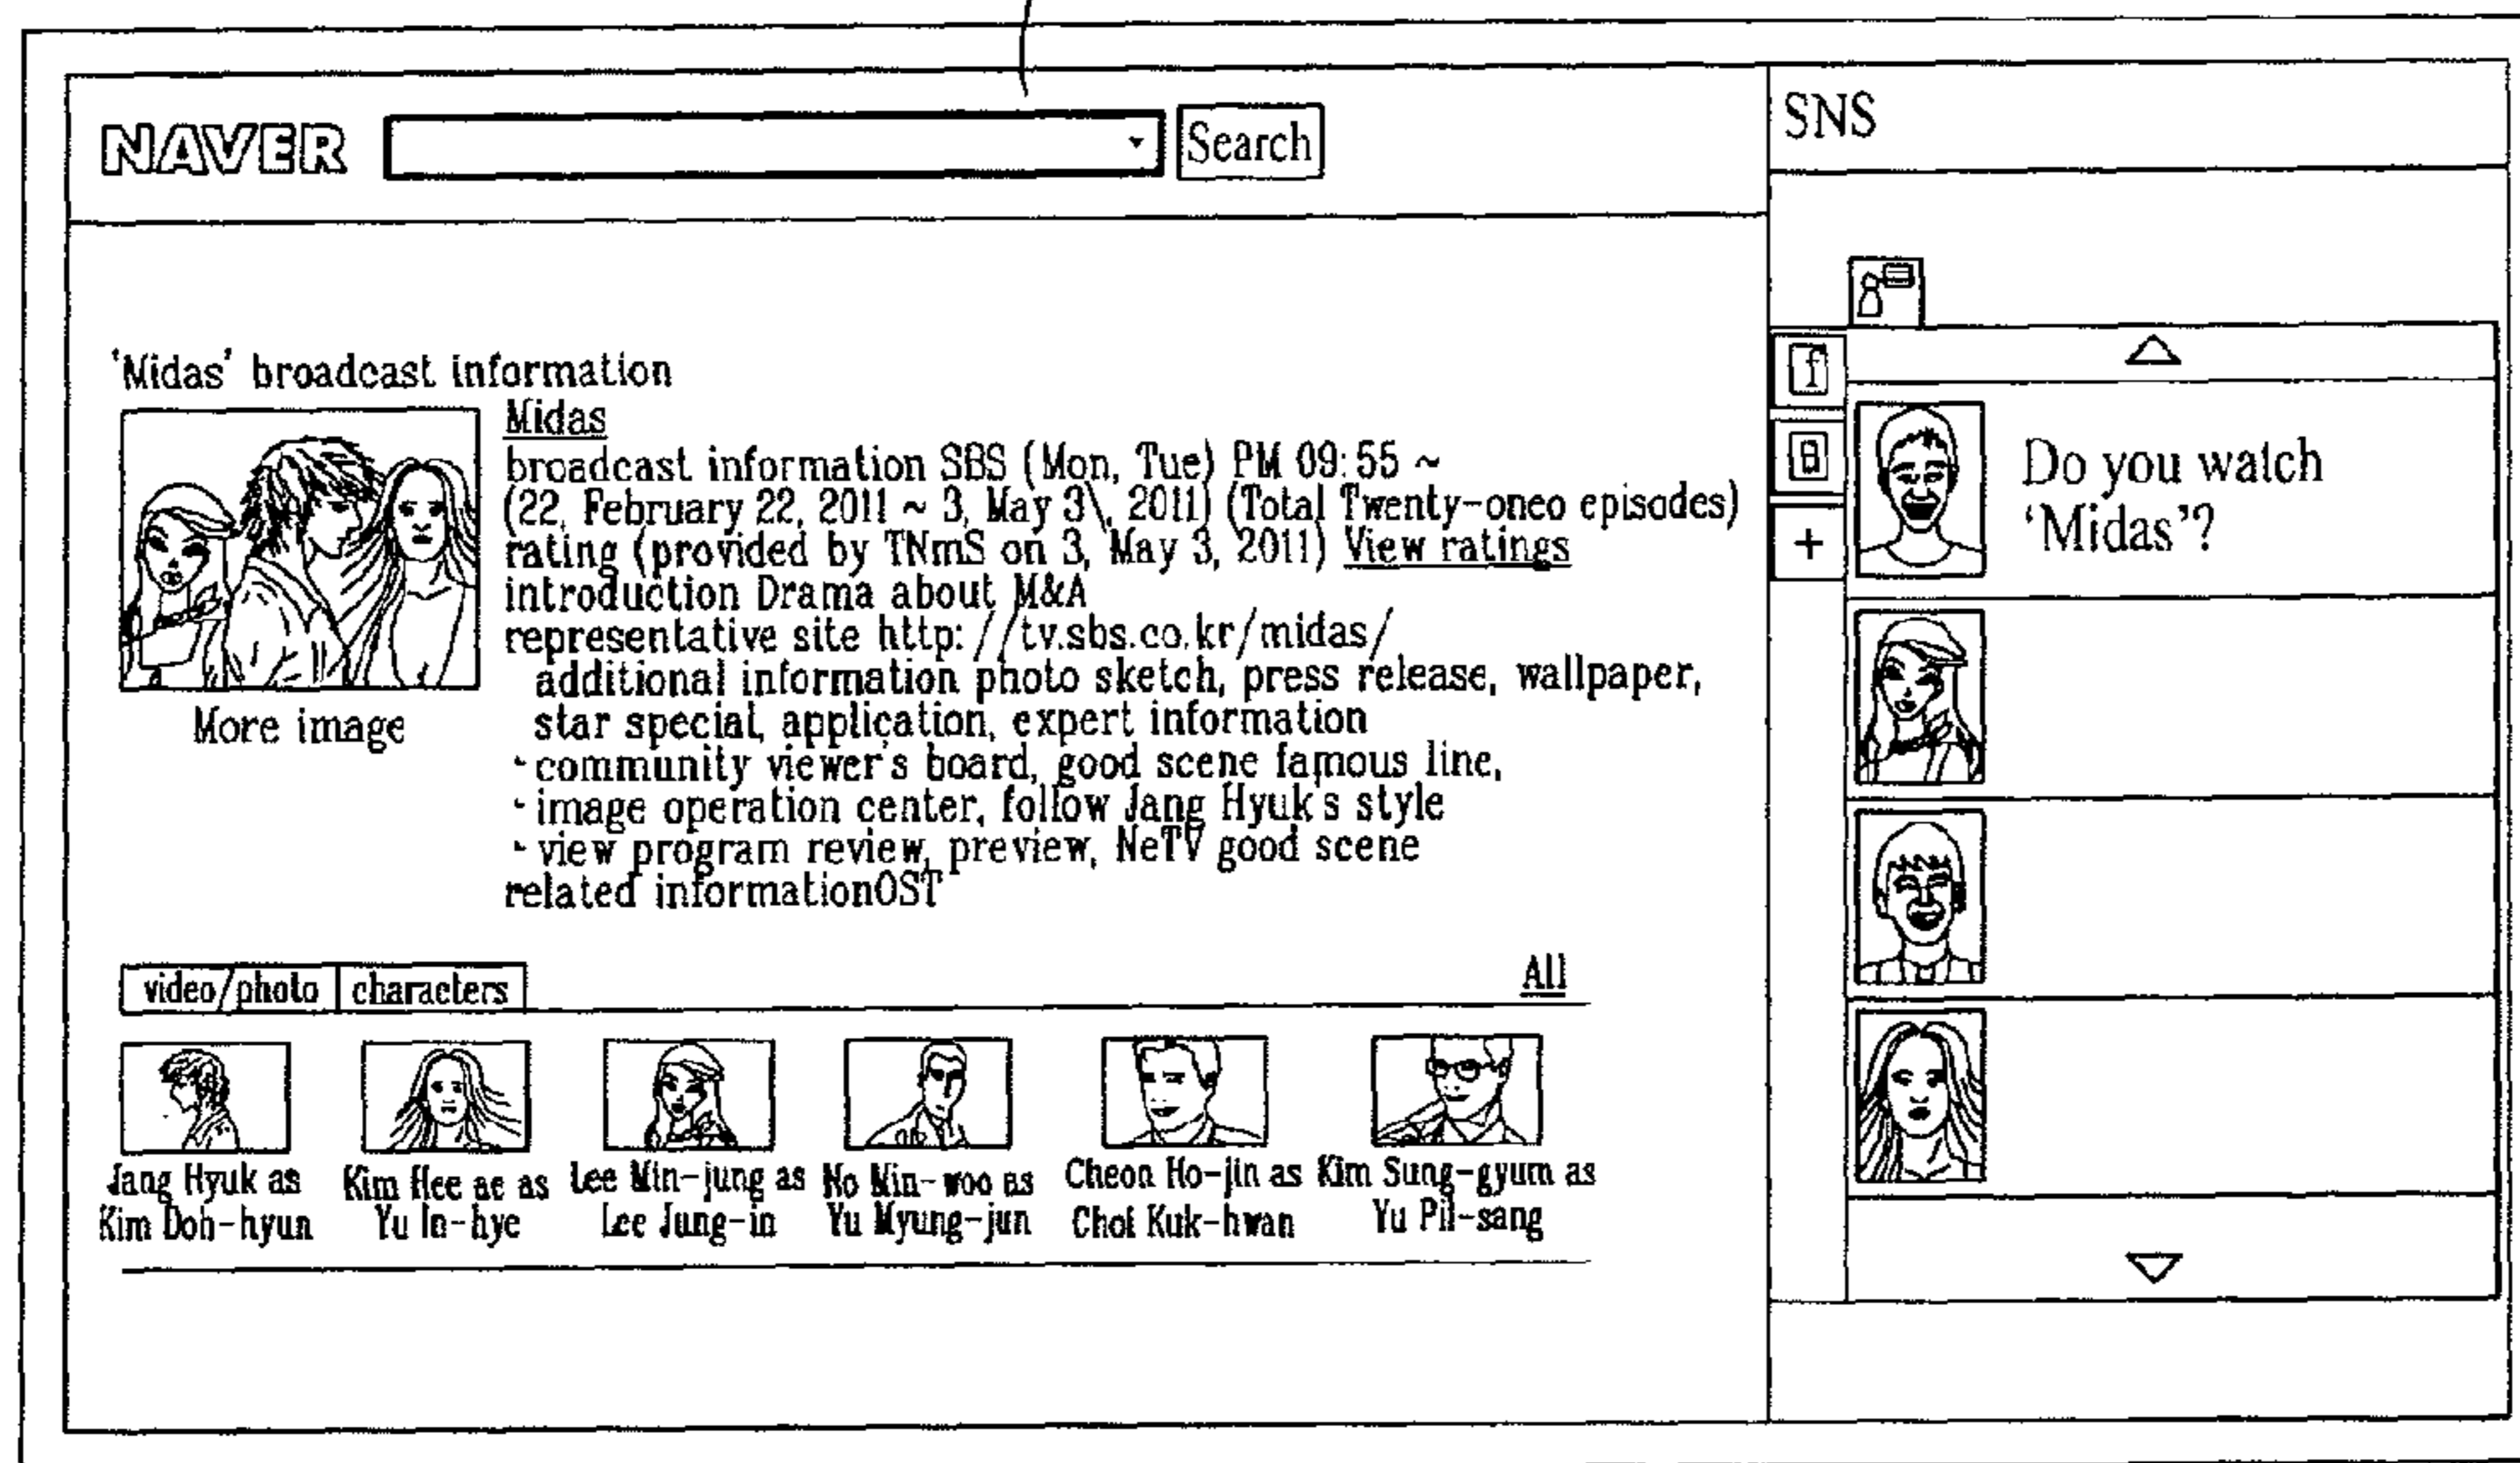 NAVER
Search
'Midas' broadcast information
Midas
broadcast information SBS (Mon, Tue) PM 09:55 ~
(22, February 22, 2011 ~ 3, May 3\, 2011) (Total Twenty-oneo episodes)
rating (provided by TNmS on 3, May 3, 2011) View ratings
introduction Drama about M&A
representative site http://tv.sbs.co.kr/midas/
additional information photo sketch, press release, wallpaper,
star special, application, expert information
- community viewer's board, good scene famous line,
- image operation center, follow Jang Hyuk's style
- view program review, preview, NeTV good scene
related informationOST
More image
video/photo
characters
All
Jang Hyuk as
Kim Doh-hyun
Kim Hee ae as
Yu In-hye
Lee Min-jung as
Lee Jung-in
No Min-woo as
Yu Myung-jun
Cheon Ho-jin as
Choi Kuk-hwan
Kim Sung-gyum as
Yu Pil-sang
SNS
f
+
Do you watch
'Midas'?